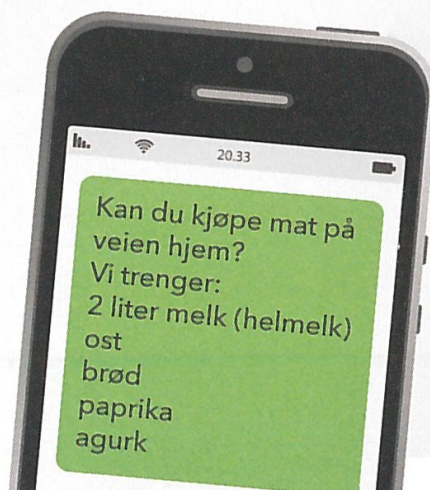 20.33
Kan du kjøpe mat på
veien hjem?
Vi trenger:
2 liter melk (helmelk)
ost
brød
paprika
agurk